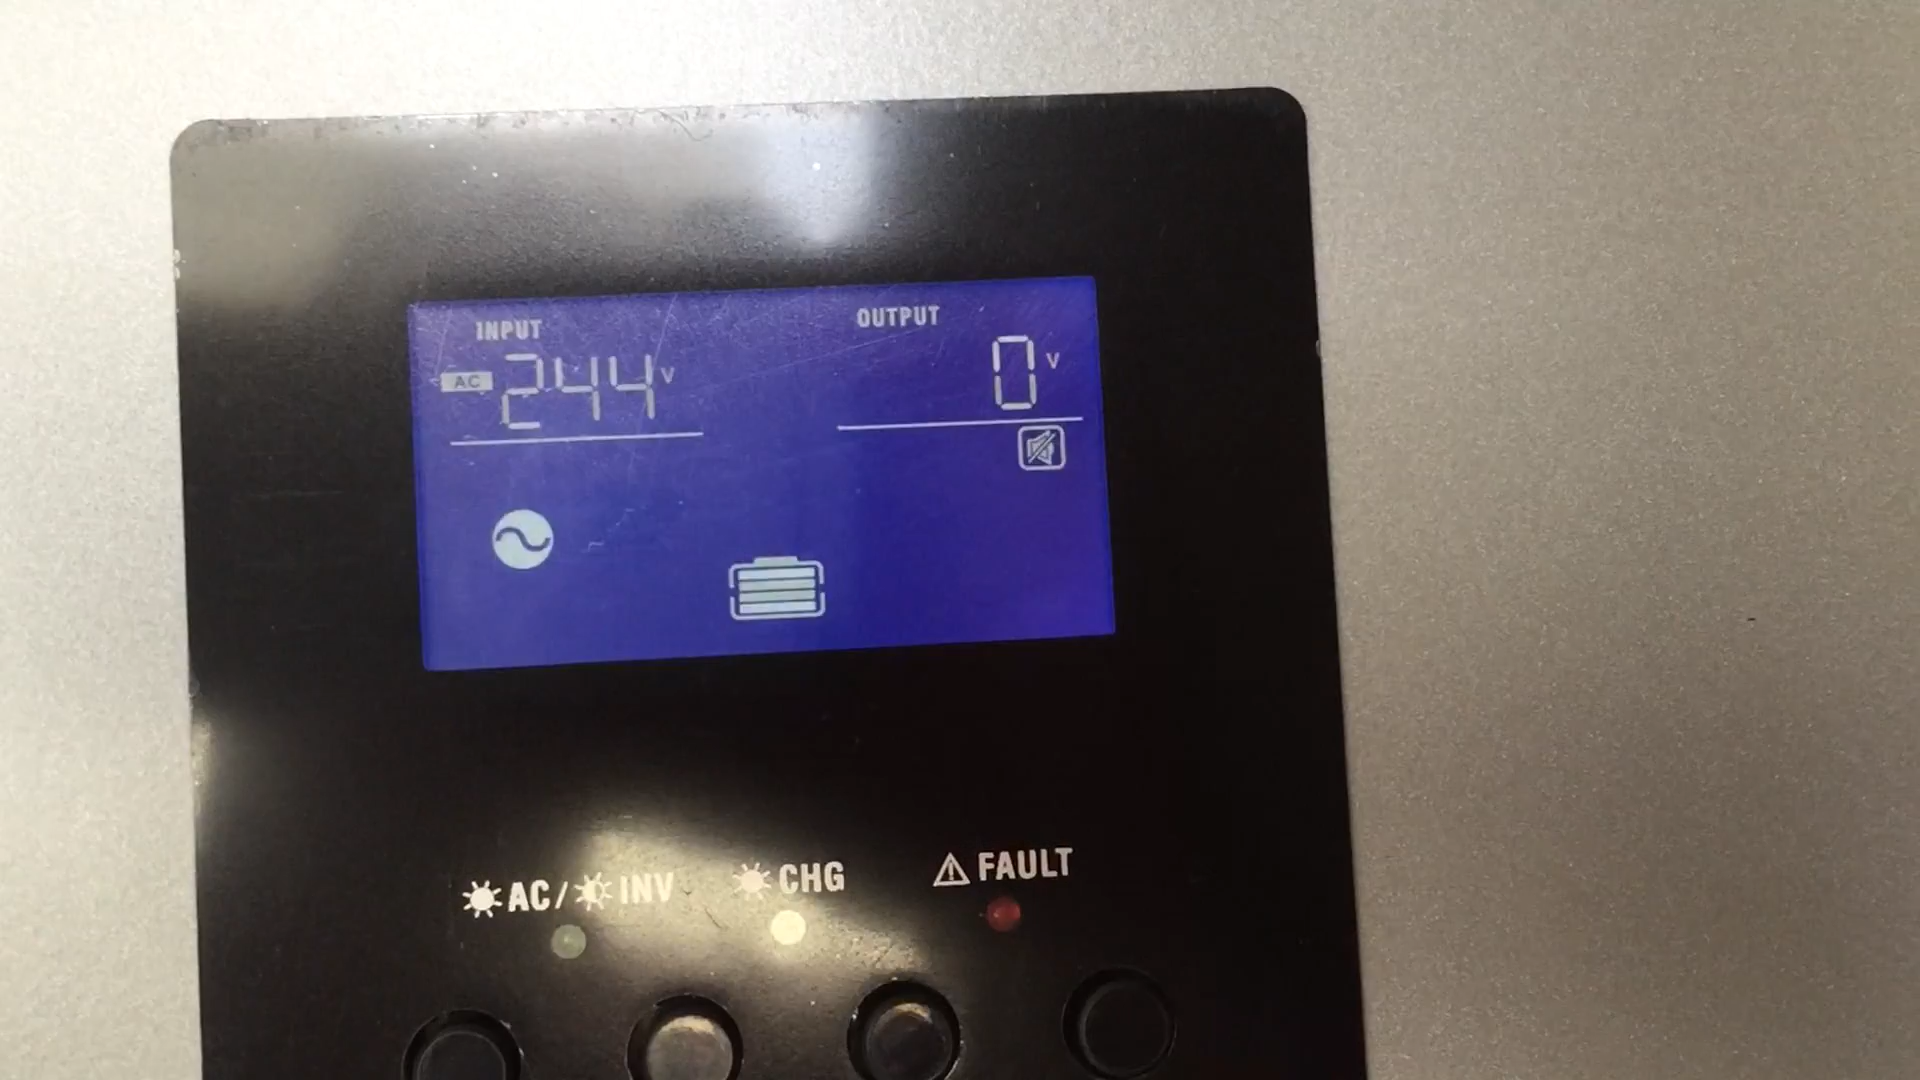 INPUT
OUTPUT
AC 244 V
0 V
AC / INV
CHG
FAULT